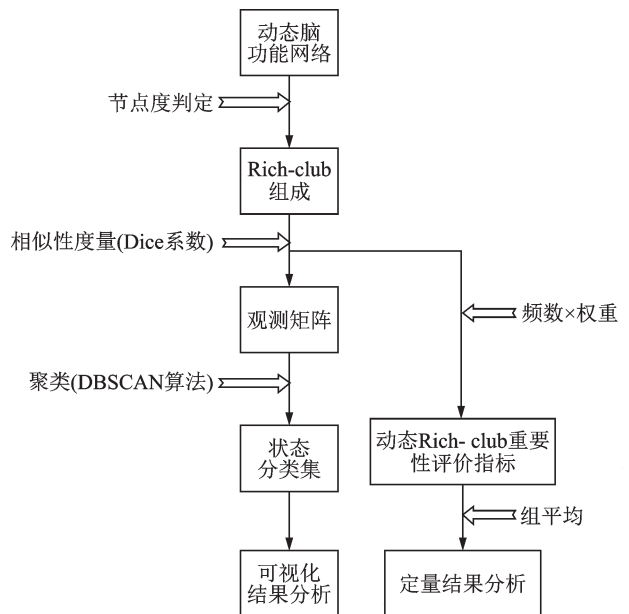 动态脑
功能网络
节点度判定
Rich-club
组成
相似性度量(Dice系数)
观测矩阵
频数×权重
聚类(DBSCAN算法)
状态
分类集
动态Rich- club重要
性评价指标
组平均
可视化
结果分析
定量结果分析